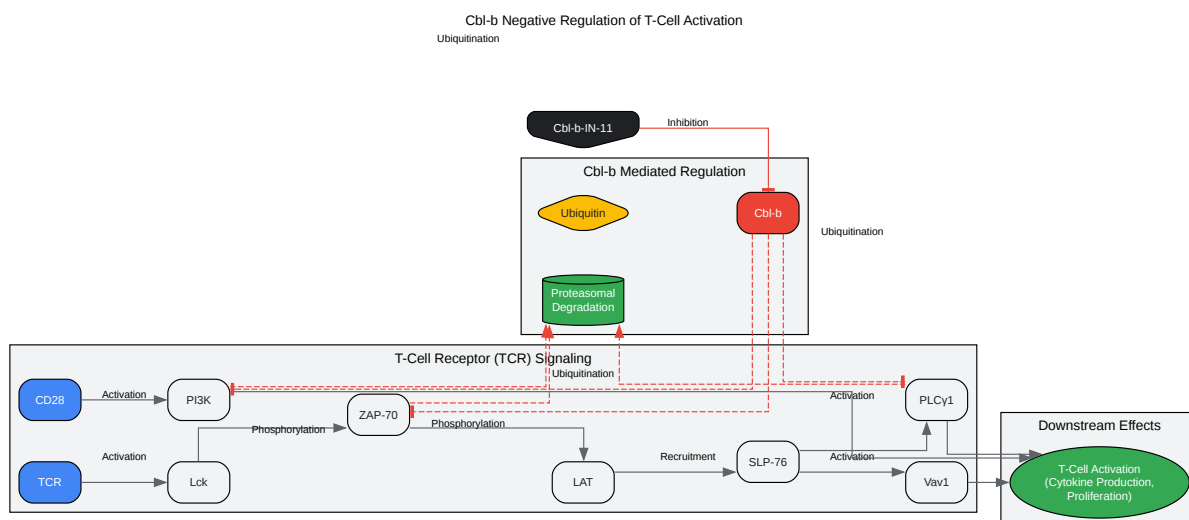 Cbl-b Negative Regulation of T-Cell Activation
Ubiquitination
Cbl-b-IN-11
Inhibition
Cbl-b Mediated Regulation
Ubiquitin
Cbl-b
Ubiquitination
Proteasomal
Degradation
T-Cell Receptor (TCR) Signaling
Ubiquitination
CD28
Activation
PI3K
ZAP-70
Activation
PLCγ1
Phosphorylation
Phosphorylation
Downstream Effects
TCR
Activation
Lck
LAT
Recruitment
SLP-76
Activation
Vav1
T-Cell Activation
(Cytokine Production,
Proliferation)